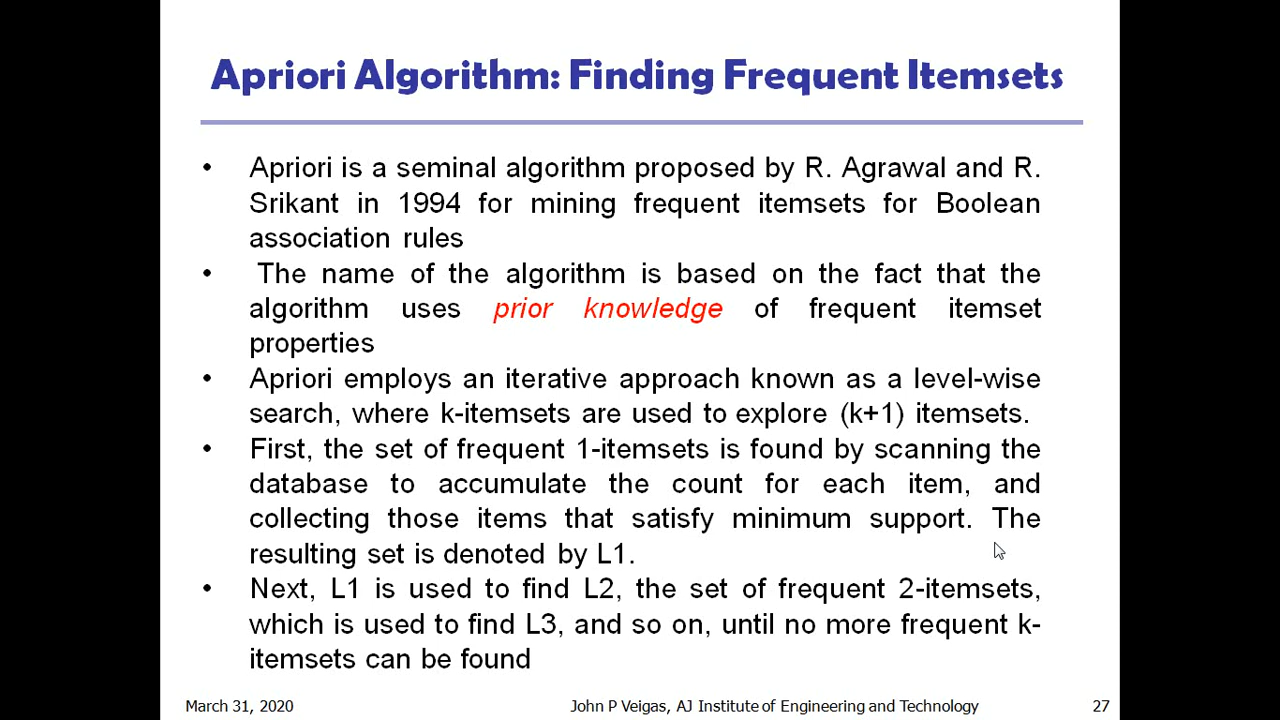 Apriori Algorithm: Finding Frequent Itemsets
• Apriori is a seminal algorithm proposed by R. Agrawal and R.
Srikant in 1994 for mining frequent itemsets for Boolean
association rules
• The name of the algorithm is based on the fact that the
algorithm uses prior knowledge of frequent itemset
properties
• Apriori employs an iterative approach known as a level-wise
search, where k-itemsets are used to explore (k+1) itemsets.
• First, the set of frequent 1-itemsets is found by scanning the
database to accumulate the count for each item, and
collecting those items that satisfy minimum support. The
resulting set is denoted by L1.
• Next, L1 is used to find L2, the set of frequent 2-itemsets,
which is used to find L3, and so on, until no more frequent k-
itemsets can be found
March 31, 2020 John P Veigas, AJ Institute of Engineering and Technology 27